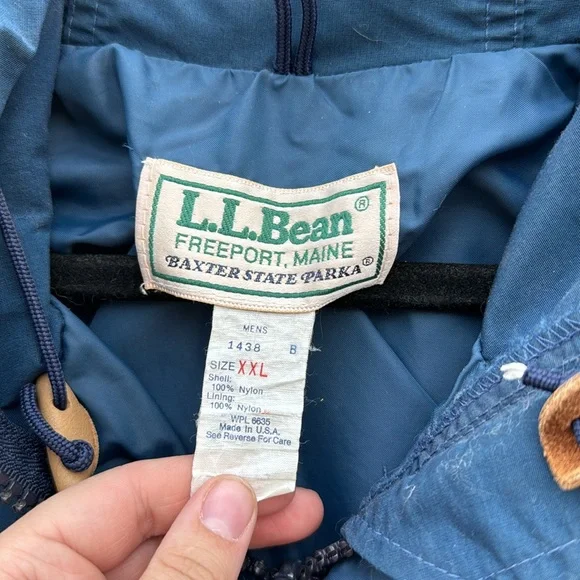 L.L.Bean®
FREEPORT, MAINE
BAXTER STATE PARKA®
MENS
1438 B
SIZE XXL
Shell:
100% Nylon
Lining:
100% Nylon
WPL 6635
Made in U.S.A.
See Reverse For Care